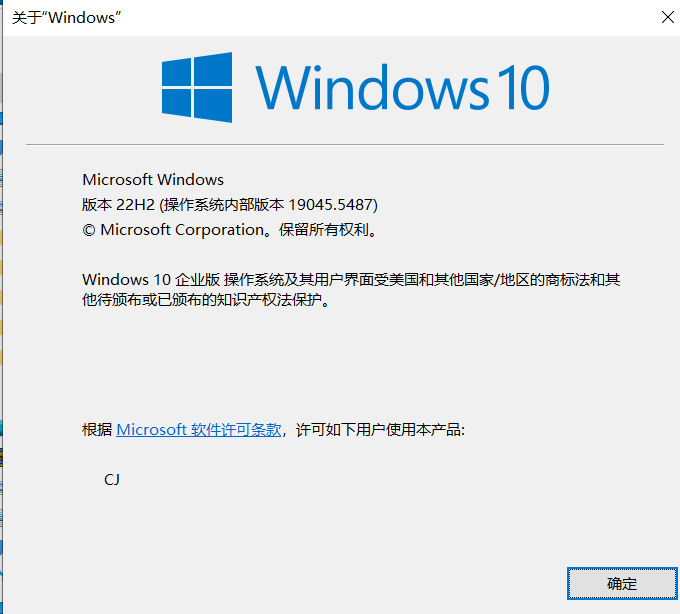 关于“Windows”
Windows 10
Microsoft Windows
版本 22H2 (操作系统内部版本 19045.5487)
© Microsoft Corporation。保留所有权利。
Windows 10 企业版 操作系统及其用户界面受美国和其他国家/地区的商标法和其
他待颁布或已颁布的知识产权法保护。
根据 Microsoft 软件许可条款，许可如下用户使用本产品:
CJ
确定